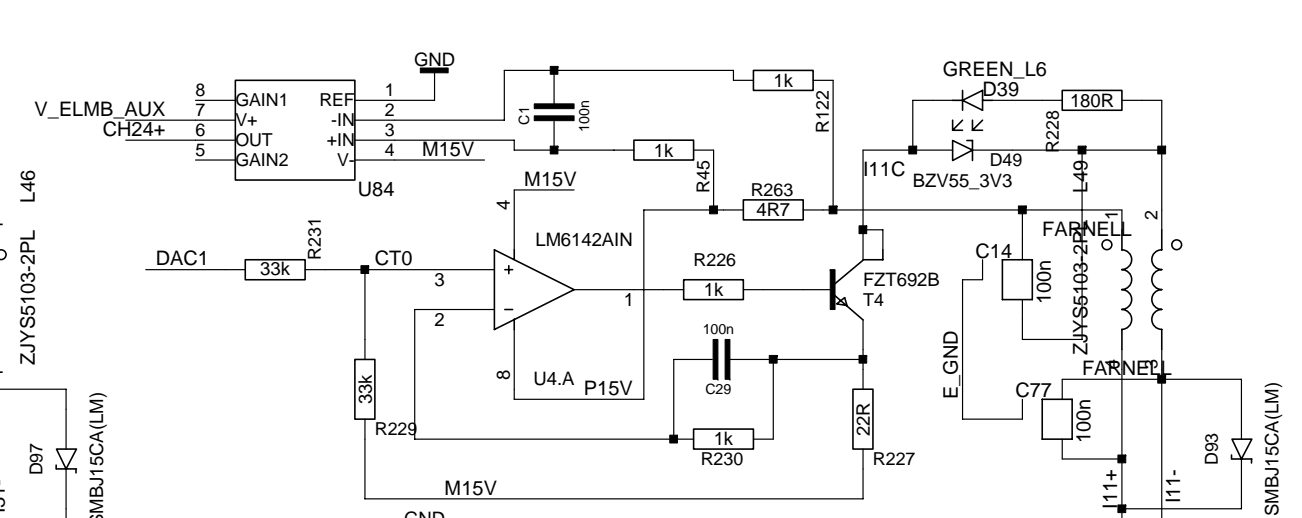 GND
GREEN_L6
D39
8 GAIN1 REF 1
V_ELMB_AUX 7 V+ -IN 2
CH24+ 6 OUT +IN 3
5 GAIN2 V- 4 M15V
U84
C1
100n
1k
R122
1k
R45
180R
R228
I11C
D49
BZV55_3V3
L49
R263
4R7
M15V
4
LM6142AIN
L46
ZJYS5103-2PL
R231
DAC1
33k
CT0
3
+
2
−
1
R226
1k
FZT692B
T4
FARNELL
1
2
C14
100n
ZJYS5103-2PL
8
U4.A
P15V
100n
C29
33k
R229
1k
R230
22R
R227
E_GND
C77
100n
FARNELL
4
3
D97
SMBJ15CA(LM)
D93
SMBJ15CA(LM)
M15V
GND
I11+
I11-